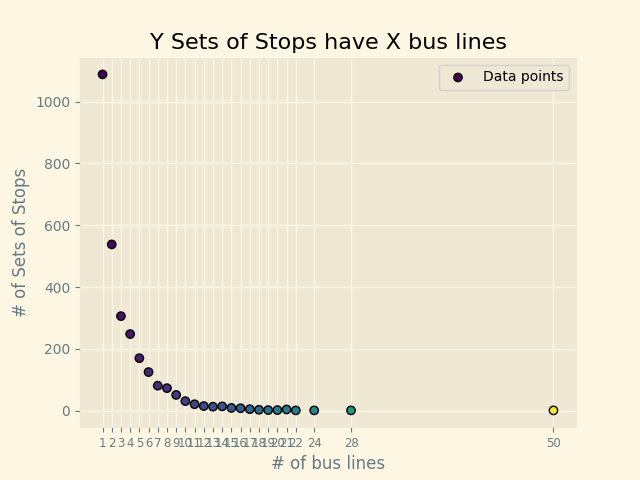 Y Sets of Stops have X bus lines
Data points
1000
800
600
400
200
0
# of Sets of Stops
1 2 3 4 5 6 7 8 9 10 11 12 13 14 15 16 17 18 19 20 21 22 24 28 50
# of bus lines